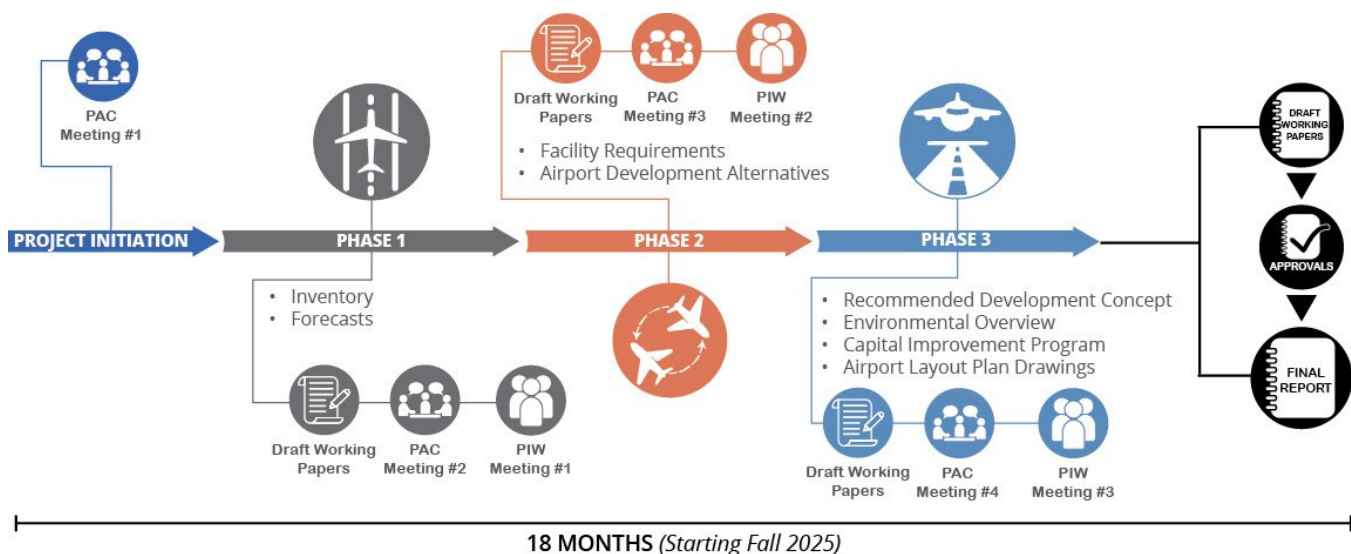 PAC
Meeting #1
PROJECT INITIATION
PHASE 1
• Inventory
• Forecasts
Draft Working
Papers
PAC
Meeting #2
PIW
Meeting #1
Draft Working
Papers
PAC
Meeting #3
PIW
Meeting #2
• Facility Requirements
• Airport Development Alternatives
PHASE 2
PHASE 3
• Recommended Development Concept
• Environmental Overview
• Capital Improvement Program
• Airport Layout Plan Drawings
Draft Working
Papers
PAC
Meeting #4
PIW
Meeting #3
DRAFT
WORKING
PAPERS
APPROVALS
FINAL
REPORT
18 MONTHS (Starting Fall 2025)